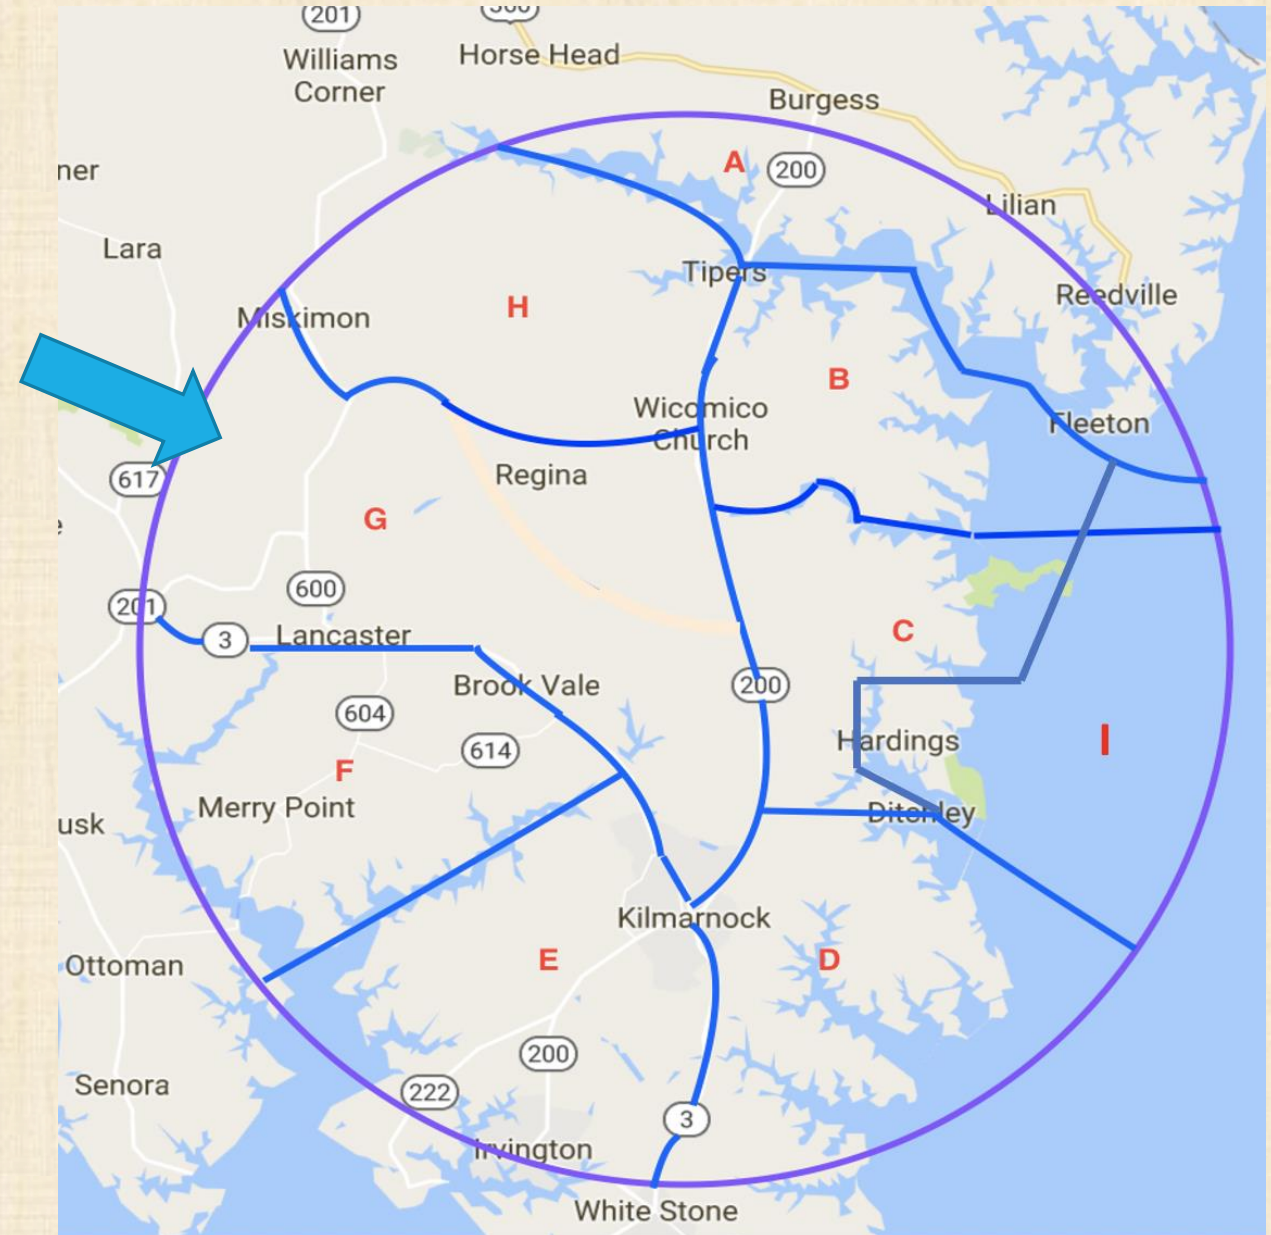 201
Williams
Corner
Horse Head
Burgess
A
200
ner
Lilian
Lara
Tipers
Reedville
H
Miskimon
B
Wicomico
Church
Fleeton
Regina
617
G
600
201
3
Lancaster
C
Brook Vale
200
604
614
Hardings
I
F
Merry Point
Ditchley
usk
Kilmarnock
E
D
Ottoman
200
Senora
222
3
Irvington
White Stone